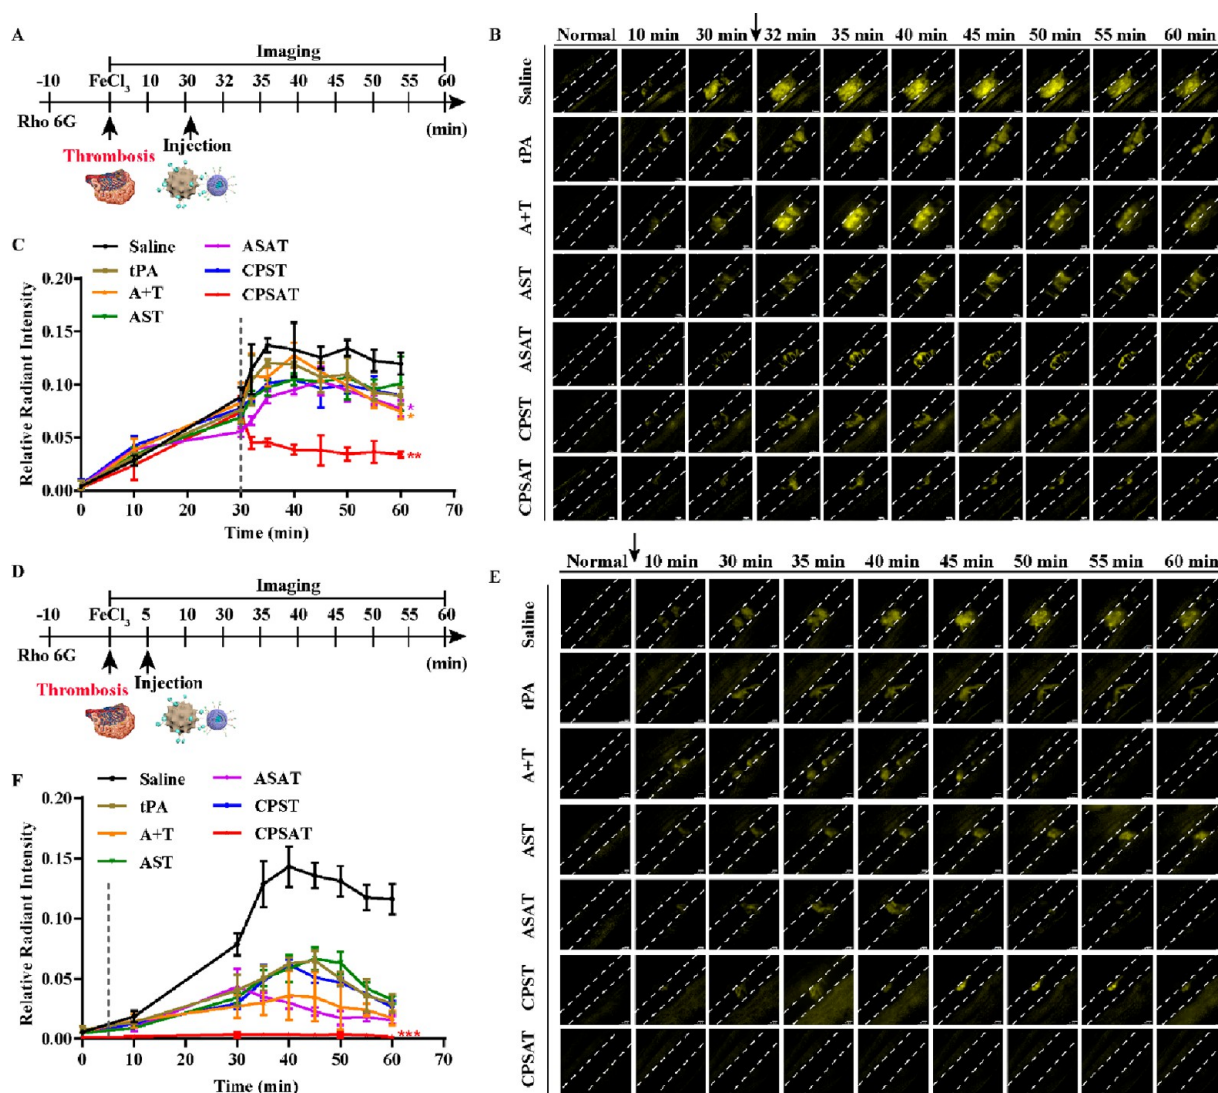 A
Imaging
-10 FeCl3 10 30 32 35 45 55 60
Rho 6G
(min)
Thrombosis
Injection
B
Normal 10 min 30 min 32 min 35 min 40 min 45 min 50 min 55 min 60 min
Saline
tPA
A+T
AST
ASAT
CPST
CPSAT
C
Saline
tPA
A+T
AST
ASAT
CPST
CPSAT
Relative Radiant Intensity
0.20
0.15
0.10
0.05
0.00
*
*
**
0 10 20 30 40 50 60 70
Time (min)
D
Imaging
-10 FeCl3 5 10 30 35 40 45 55 60
Rho 6G
(min)
Thrombosis
Injection
E
Normal 10 min 30 min 35 min 40 min 45 min 50 min 55 min 60 min
Saline
tPA
A+T
AST
ASAT
CPST
CPSAT
F
Saline
tPA
A+T
AST
ASAT
CPST
CPSAT
Relative Radiant Intensity
0.20
0.15
0.10
0.05
0.00
***
0 10 20 30 40 50 60 70
Time (min)